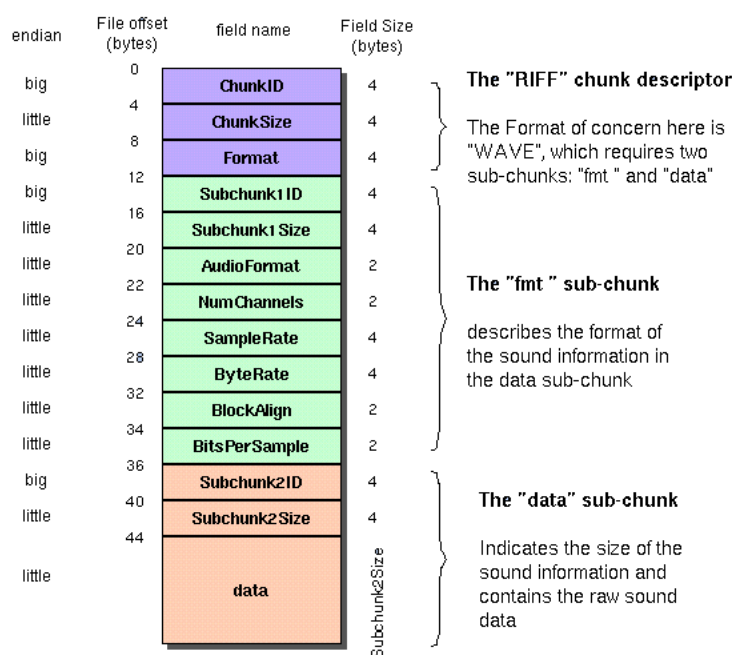 endian
File offset
(bytes)
field name
Field Size
(bytes)
0
big ChunkID 4
4
little ChunkSize 4
8
big Format 4
12
big Subchunk1ID 4
16
little Subchunk1Size 4
20
little AudioFormat 2
22
little NumChannels 2
24
little SampleRate 4
28
little ByteRate 4
32
little BlockAlign 2
34
little BitsPerSample 2
36
big Subchunk2ID 4
40
little Subchunk2Size 4
44
little data Subchunk2Size
The "RIFF" chunk descriptor
The Format of concern here is
"WAVE", which requires two
sub-chunks: "fmt " and "data"
The "fmt " sub-chunk
describes the format of
the sound information in
the data sub-chunk
The "data" sub-chunk
Indicates the size of the
sound information and
contains the raw sound
data